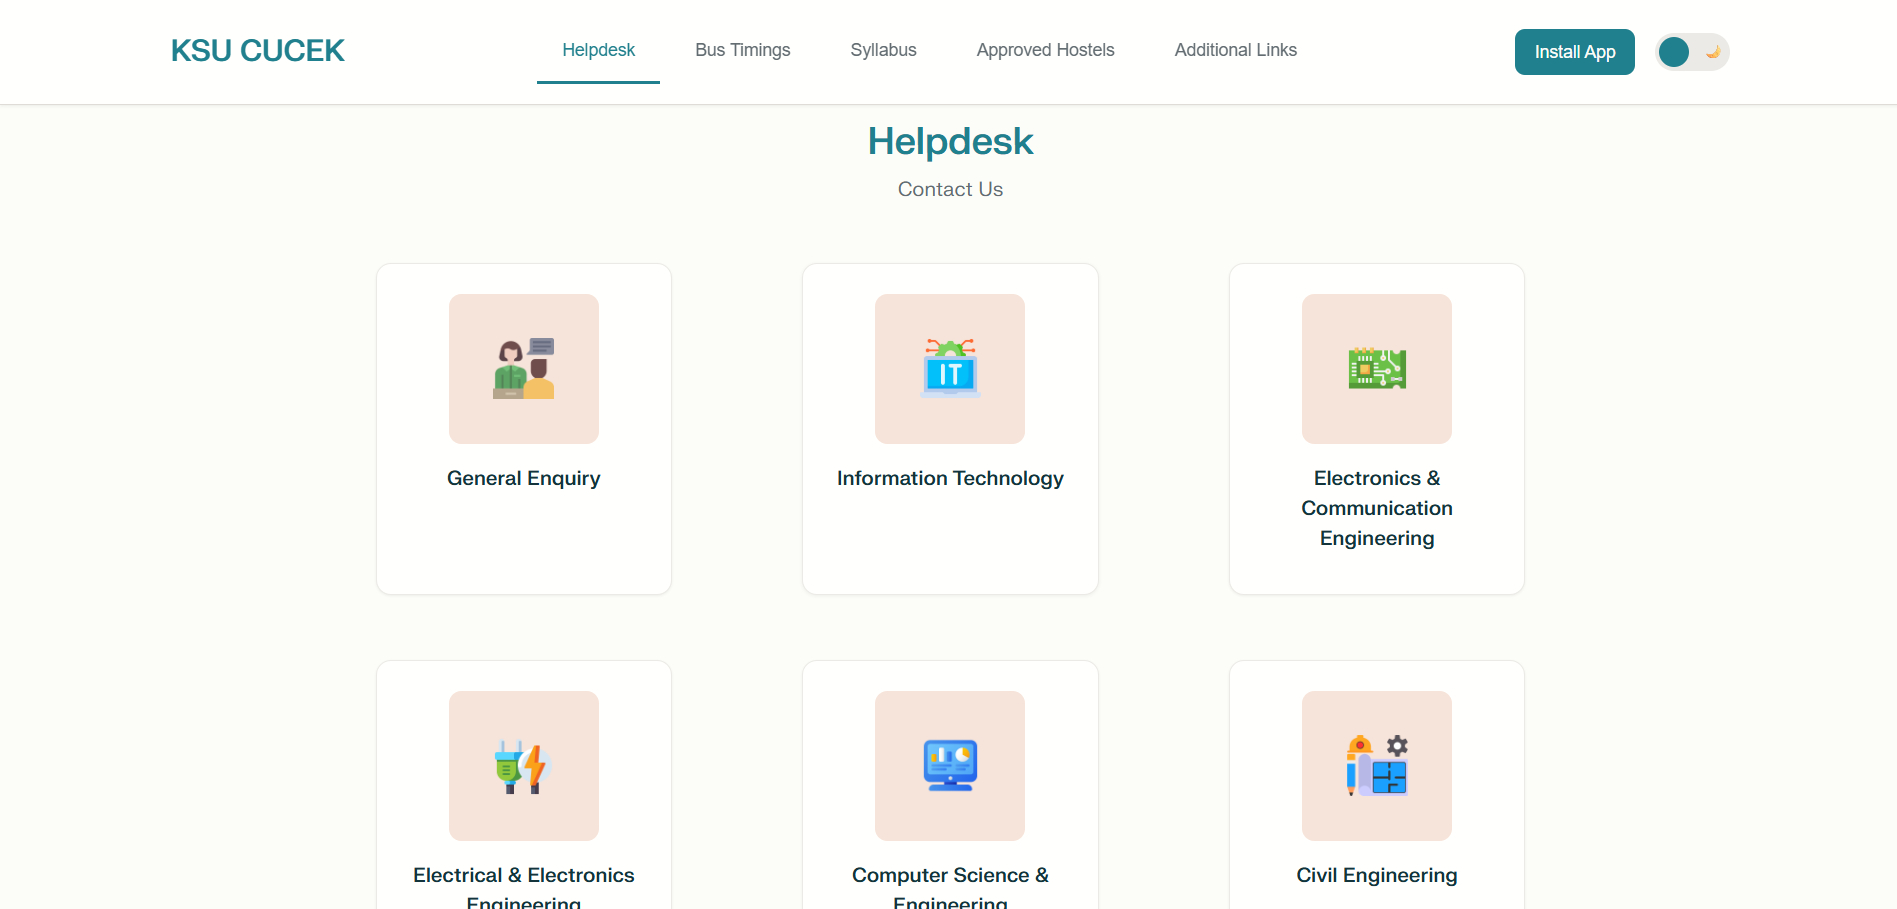 KSU CUCEK
Helpdesk
Bus Timings
Syllabus
Approved Hostels
Additional Links
Install App
Helpdesk
Contact Us
IT
General Enquiry
Information Technology
Electronics &
Communication
Engineering
Electrical & Electronics
Engineering
Computer Science &
Engineering
Civil Engineering